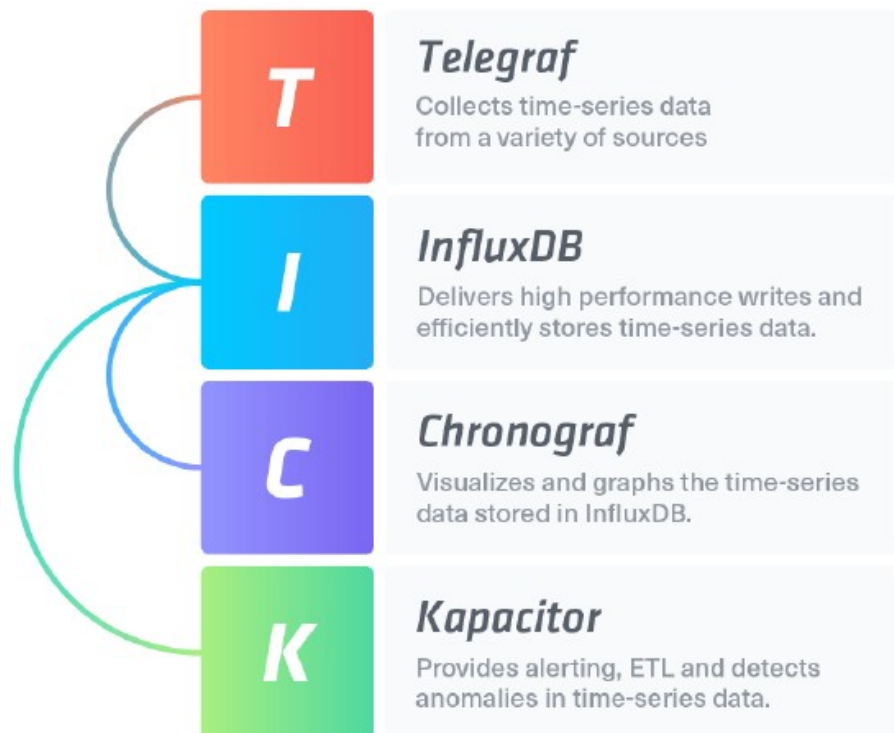 T
Telegraf
Collects time-series data
from a variety of sources
I
InfluxDB
Delivers high performance writes and
efficiently stores time-series data.
C
Chronograf
Visualizes and graphs the time-series
data stored in InfluxDB.
K
Kapacitor
Provides alerting, ETL and detects
anomalies in time-series data.